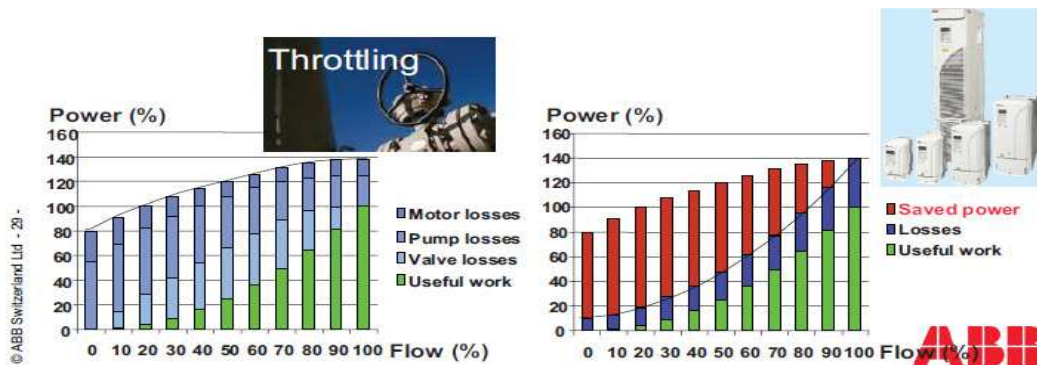 Throttling
Power (%)
160
140
120
100
80
60
40
20
0
0 10 20 30 40 50 60 70 80 90 100 Flow (%)
Motor losses
Pump losses
Valve losses
Useful work
© ABB Switzerland Ltd - 29 -
Power (%)
160
140
120
100
80
60
40
20
0
0 10 20 30 40 50 60 70 80 90 100 Flow (%)
Saved power
Losses
Useful work
ABB